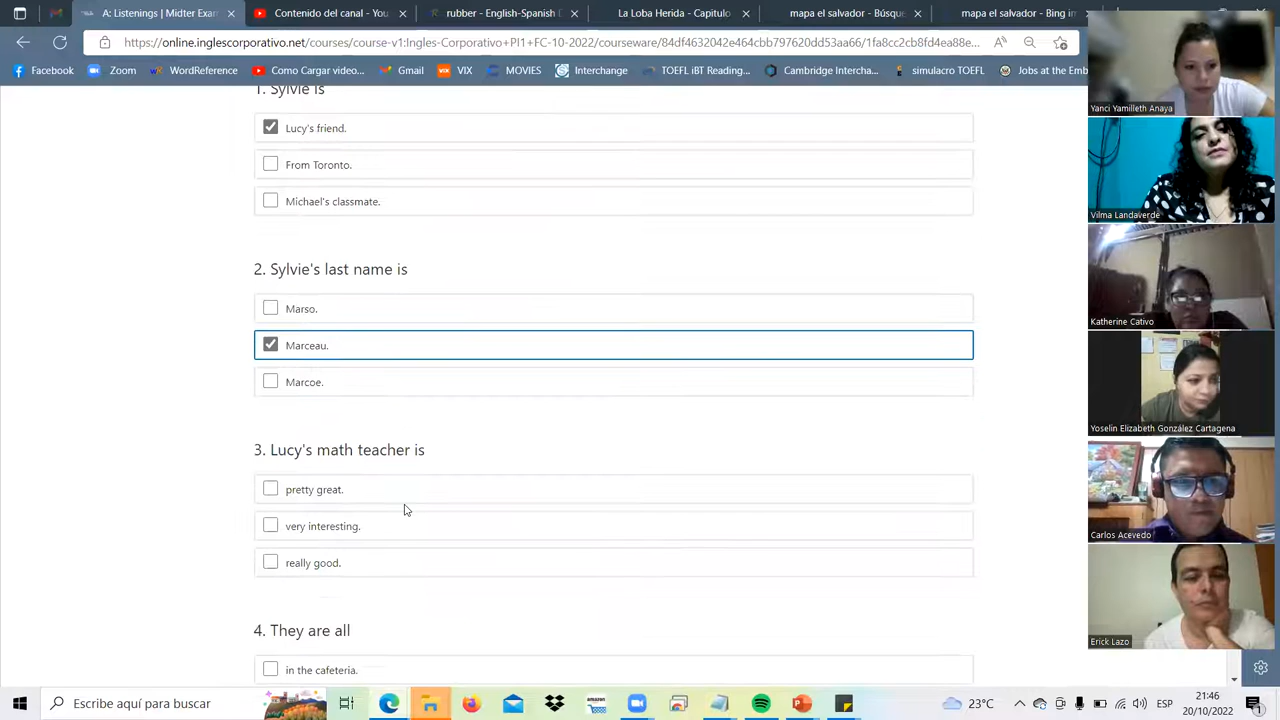 A: Listenings | Midter Exam
Contenido del canal - You
rubber - English-Spanish D
La Loba Herida - Capítulo
mapa el salvador - Bosque
mapa el salvador - Bing im
https://online.inglescorporativo.net/courses/course-v1:Ingles-Corporativo+PI1+FC-10-2022/courseware/84df4632042e464cbb797620dd53aa66/1fa8cc2cb8fd4ea88e...
Facebook
Zoom
WordReference
Como Cargar video...
Gmail
VIX
MOVIES
Interchange
TOEFL IBT Reading...
Cambridge Intercha...
simulacro TOEFL
Jobs at the Emb
1. Sylvie is
Lucy's friend.
From Toronto.
Michael's classmate.
2. Sylvie's last name is
Marso.
Marceau.
Marcoe.
3. Lucy's math teacher is
pretty great.
very interesting.
really good.
4. They are all
in the cafeteria.
Yanci Yamilleth Anaya
Vilma Landaverde
Katherine Cativo
Yoselin Elizabeth González Cartagena
Carlos Acevedo
Erick Lazo
Escribe aquí para buscar
amazon
23°C
ESP
21:46
20/10/2022
1